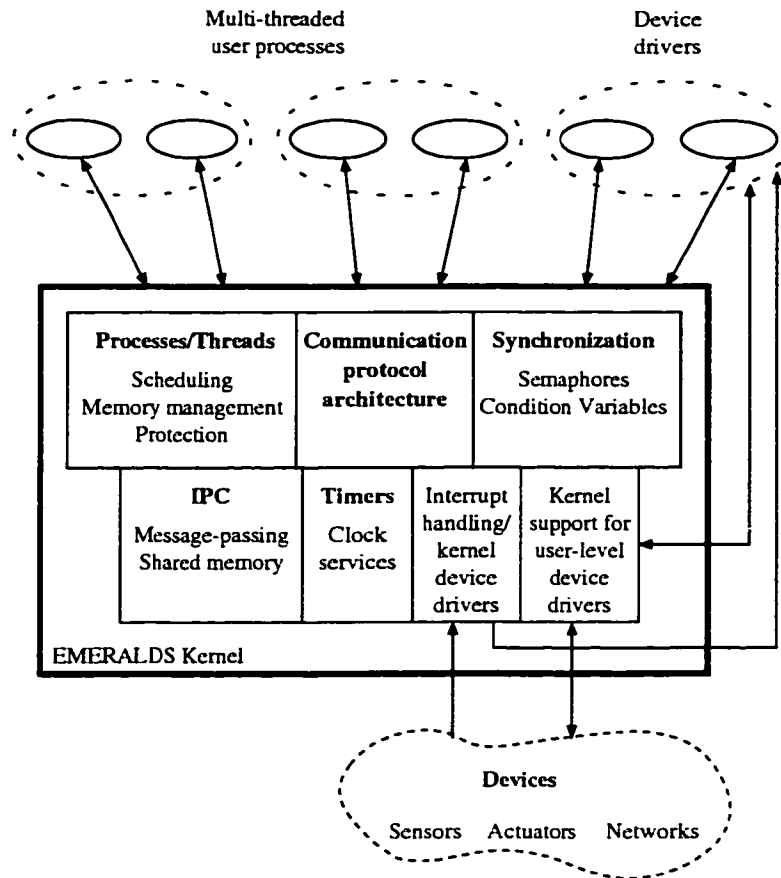 Multi-threaded
user processes
Device
drivers
Processes/Threads
Scheduling
Memory management
Protection
Communication
protocol
architecture
Synchronization
Semaphores
Condition Variables
IPC
Message-passing
Shared memory
Timers
Clock
services
Interrupt
handling/
kernel
device
drivers
Kernel
support for
user-level
device
drivers
EMERALDS Kernel
Devices
Sensors Actuators Networks